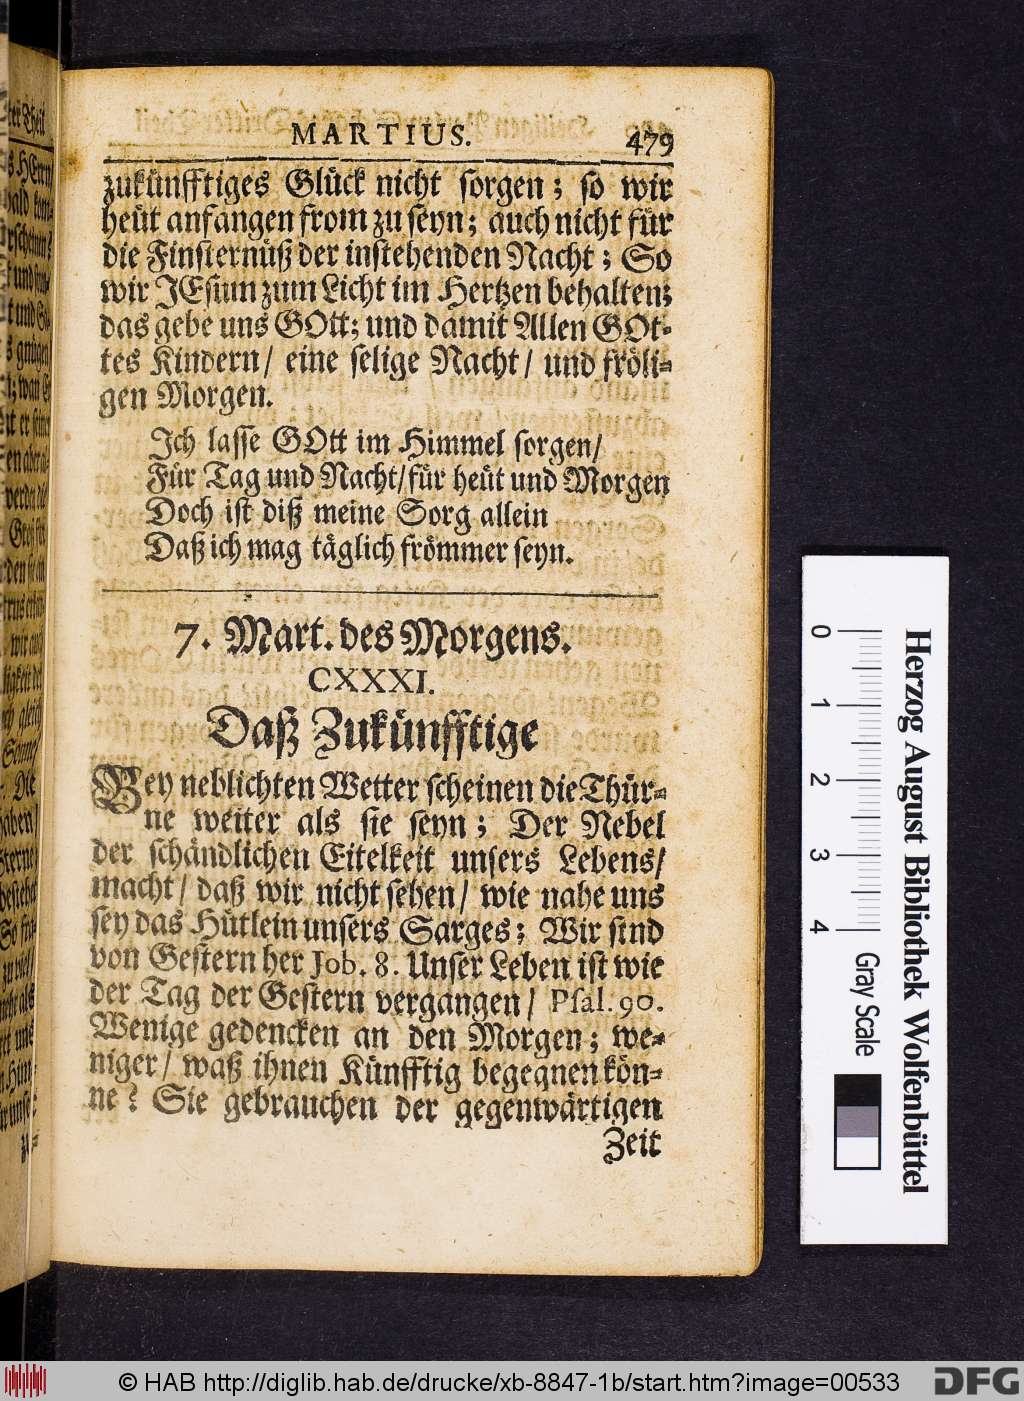 MARTIUS. 479
zukünfftiges Glück nicht sorgen; so wir
heüt anfangen from zu seyn; auch nicht für
die Finsternüß der instehenden Nacht; So
wir JEsum zum Licht im Hertzen behalten;
das gebe uns GOtt; und damit Allen GOt-
tes Kindern/ eine selige Nacht/ und fröli-
gen Morgen.
Ich lasse GOtt im Himmel sorgen/
Für Tag und Nacht/für heüt und Morgen
Doch ist diß meine Sorg allein
Daß ich mag täglich frömmer seyn.
7. Mart. des Morgens.
CXXXI.
Daß Zukünfftige
Bey neblichten Wetter scheinen die Thür-
ne weiter als sie seyn; Der Nebel
der schändlichen Eitelkeit unsers Lebens/
macht/ daß wir nicht sehen/ wie nahe uns
sey das Hütlein unsers Sarges; Wir sind
von Gestern her Job. 8. Unser Leben ist wie
der Tag der Gestern vergangen/ Psal. 90.
Wenige gedencken an den Morgen; we-
niger/ waß ihnen Künfftig begegnen kön-
ne? Sie gebrauchen der gegenwärtigen
Zeit
0 1 2 3 4
Herzog August Bibliothek Wolfenbüttel
Gray Scale
© HAB http://diglib.hab.de/drucke/xb-8847-1b/start.htm?image=00533
DFG